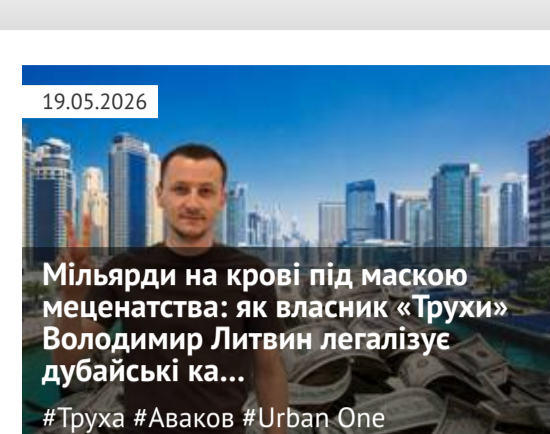 19.05.2026
Мільярди на крові під маскою
меценатства: як власник «Трухи»
Володимир Литвин легалізує
дубайські ка...
#Труха #Аваков #Urban One